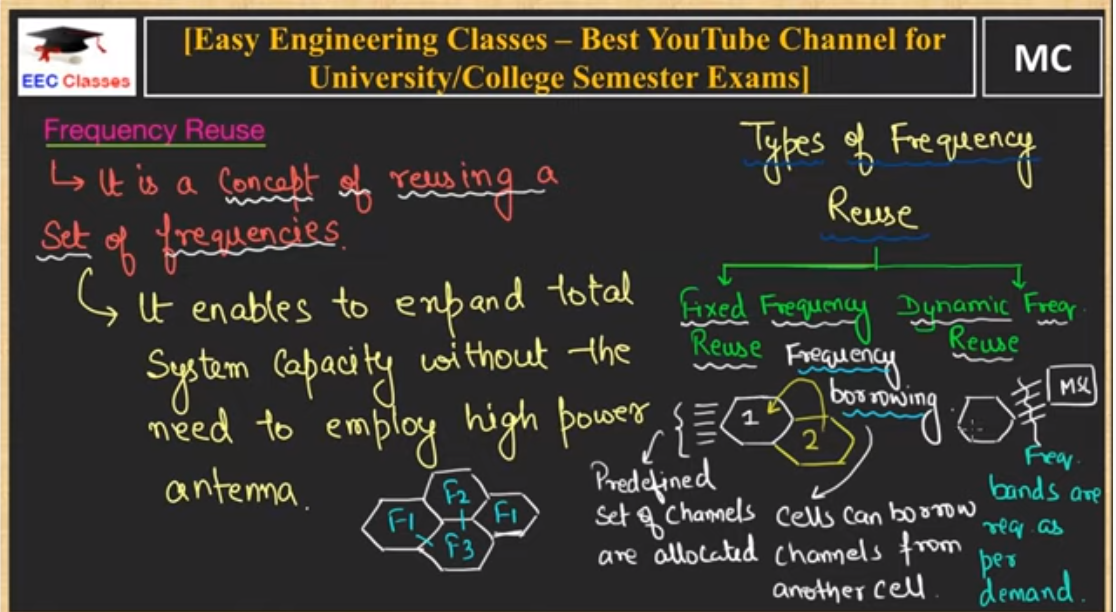 EEC Classes
[Easy Engineering Classes – Best YouTube Channel for
University/College Semester Exams]
MC
Frequency Reuse
↳ It is a Concept of reusing a
Set of frequencies.
↳ It enables to expand total
System Capacity without the
need to employ high power
antenna.
F1
F2
F3
F1
Types of Frequency
Reuse
Fixed Frequency
Reuse
Dynamic Freq.
Reuse
Frequency
borrowing
1
2
MSC
Predefined
Set of Channels
are allocated
Cells can borrow
Channels from
another cell.
Freq.
bands are
req. as
per
demand.